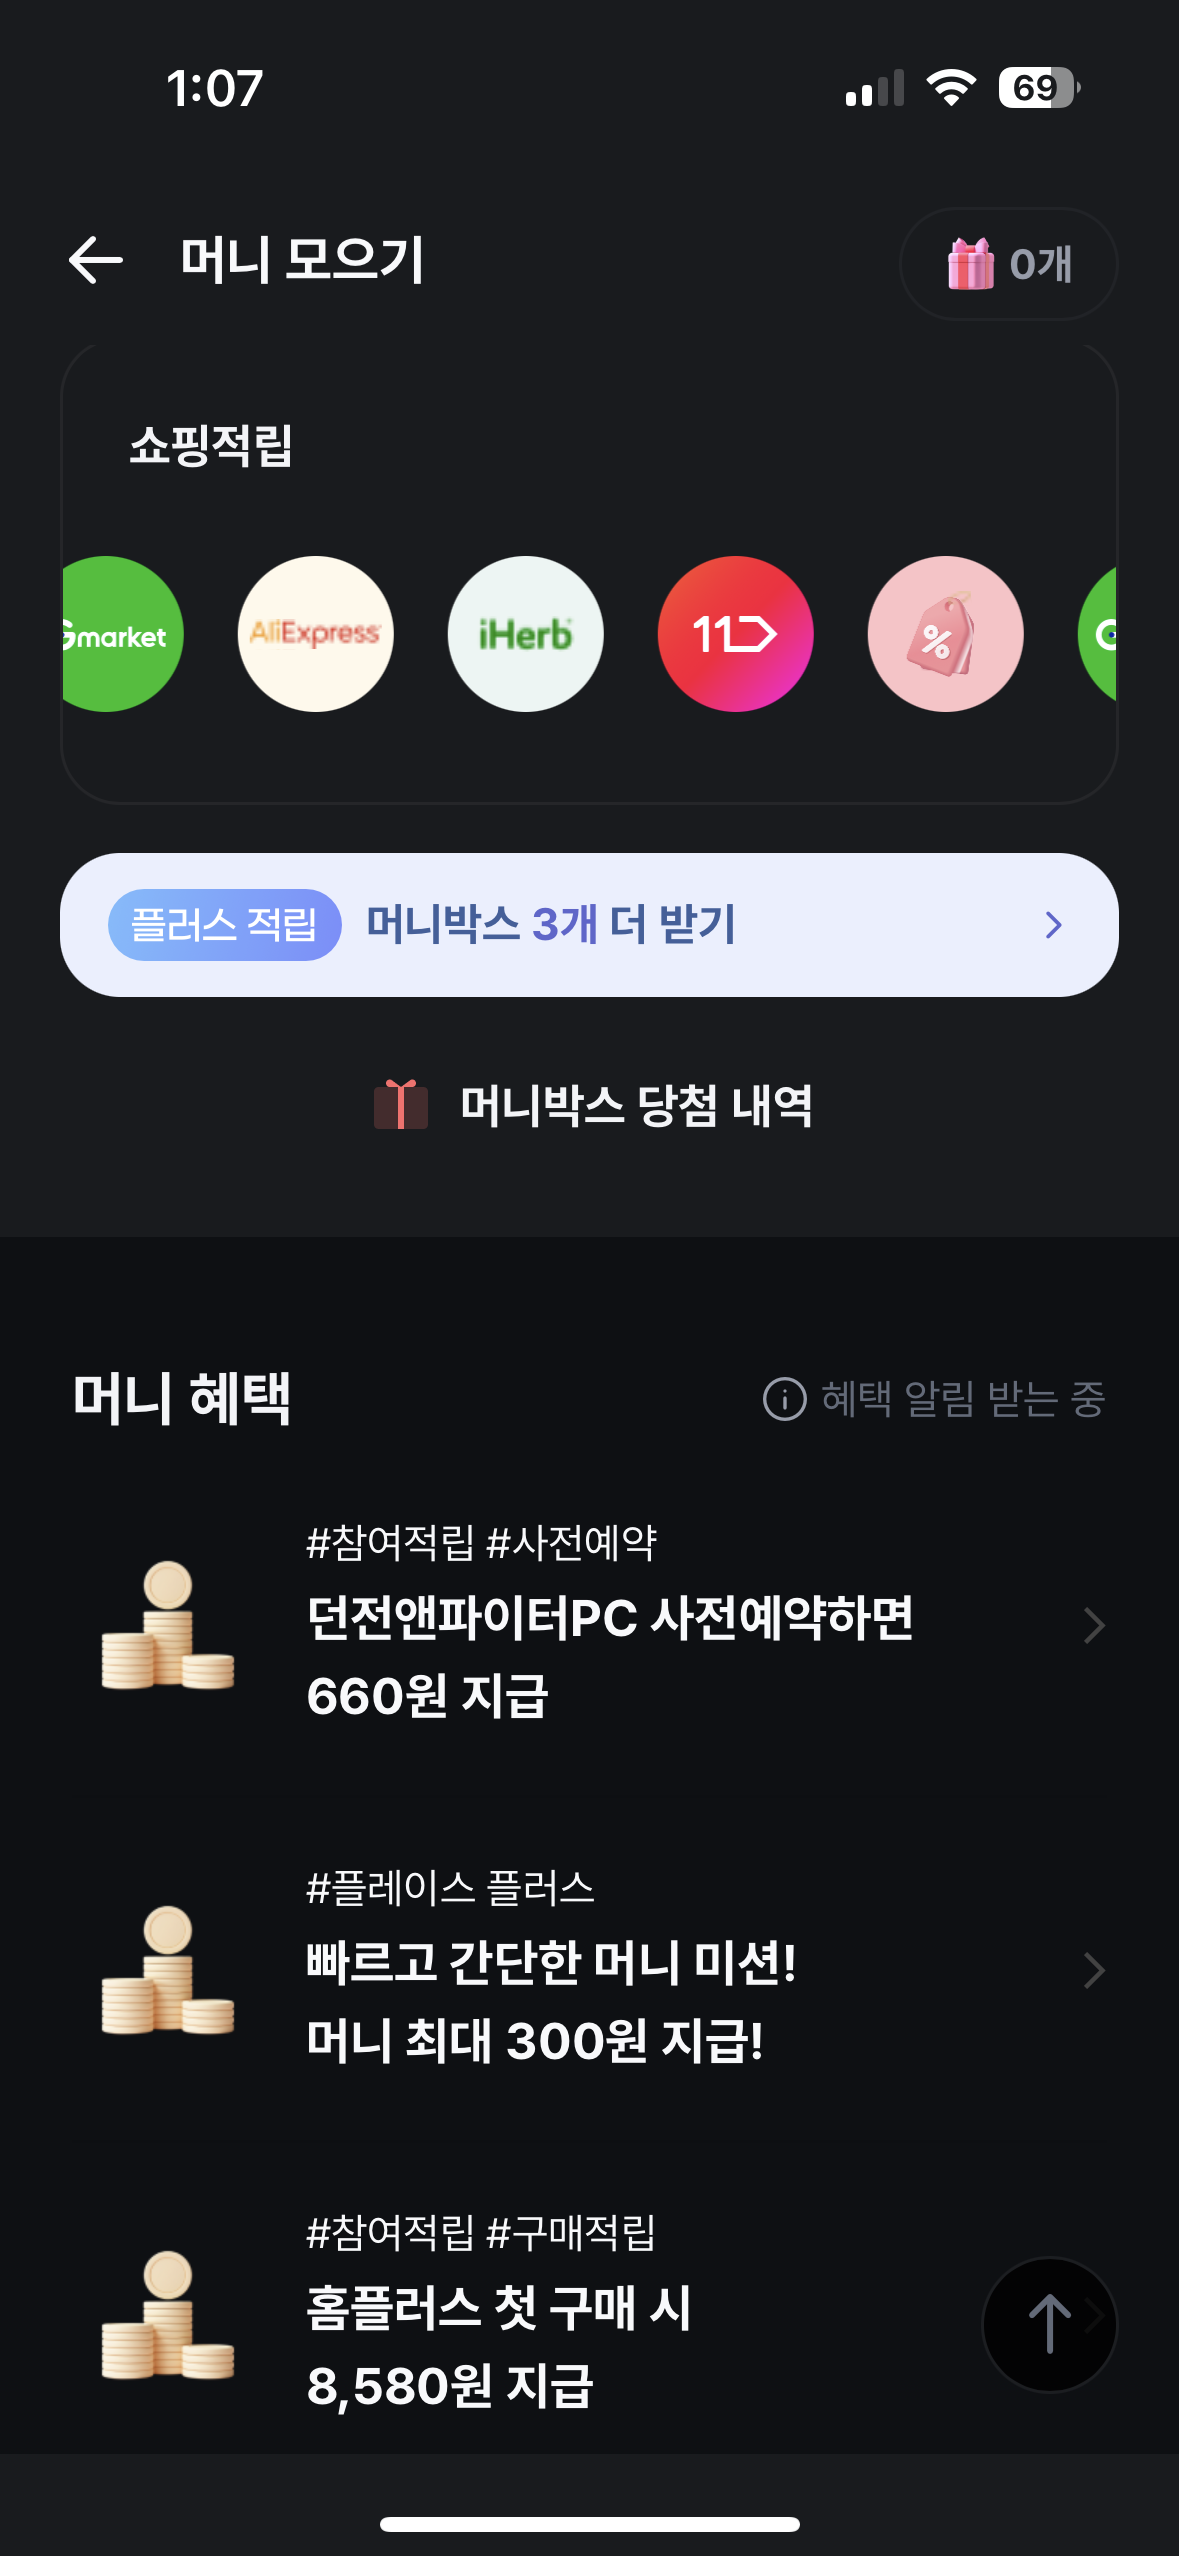 1:07
69
머니 모으기
0개
쇼핑적립
Gmarket
AliExpress
iHerb
11
%
플러스 적립 머니박스 3개 더 받기
머니박스 당첨 내역
머니 혜택
혜택 알림 받는 중
#참여적립 #사전예약
던전앤파이터PC 사전예약하면
660원 지급
#플레이스 플러스
빠르고 간단한 머니 미션!
머니 최대 300원 지급!
#참여적립 #구매적립
홈플러스 첫 구매 시
8,580원 지급